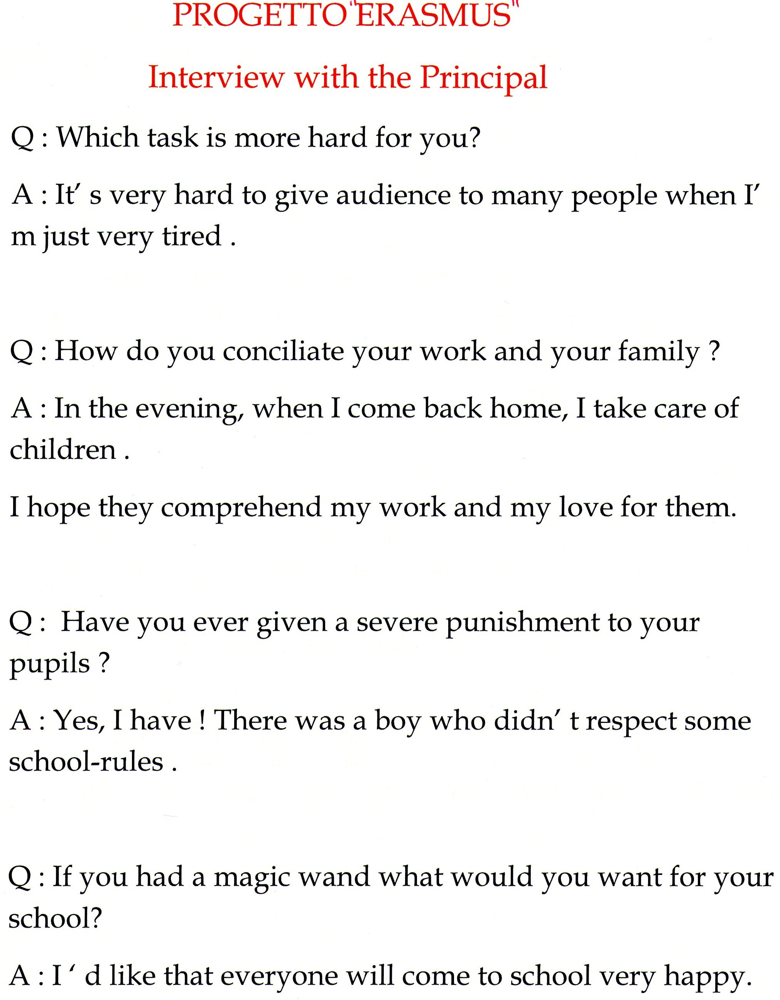 PROGETTO "ERASMUS"
Interview with the Principal
Q : Which task is more hard for you?
A : It’ s very hard to give audience to many people when I’
m just very tired .
Q : How do you conciliate your work and your family ?
A : In the evening, when I come back home, I take care of
children .
I hope they comprehend my work and my love for them.
Q :  Have you ever given a severe punishment to your
pupils ?
A : Yes, I have ! There was a boy who didn’ t respect some
school-rules .
Q : If you had a magic wand what would you want for your
school?
A : I ‘ d like that everyone will come to school very happy.